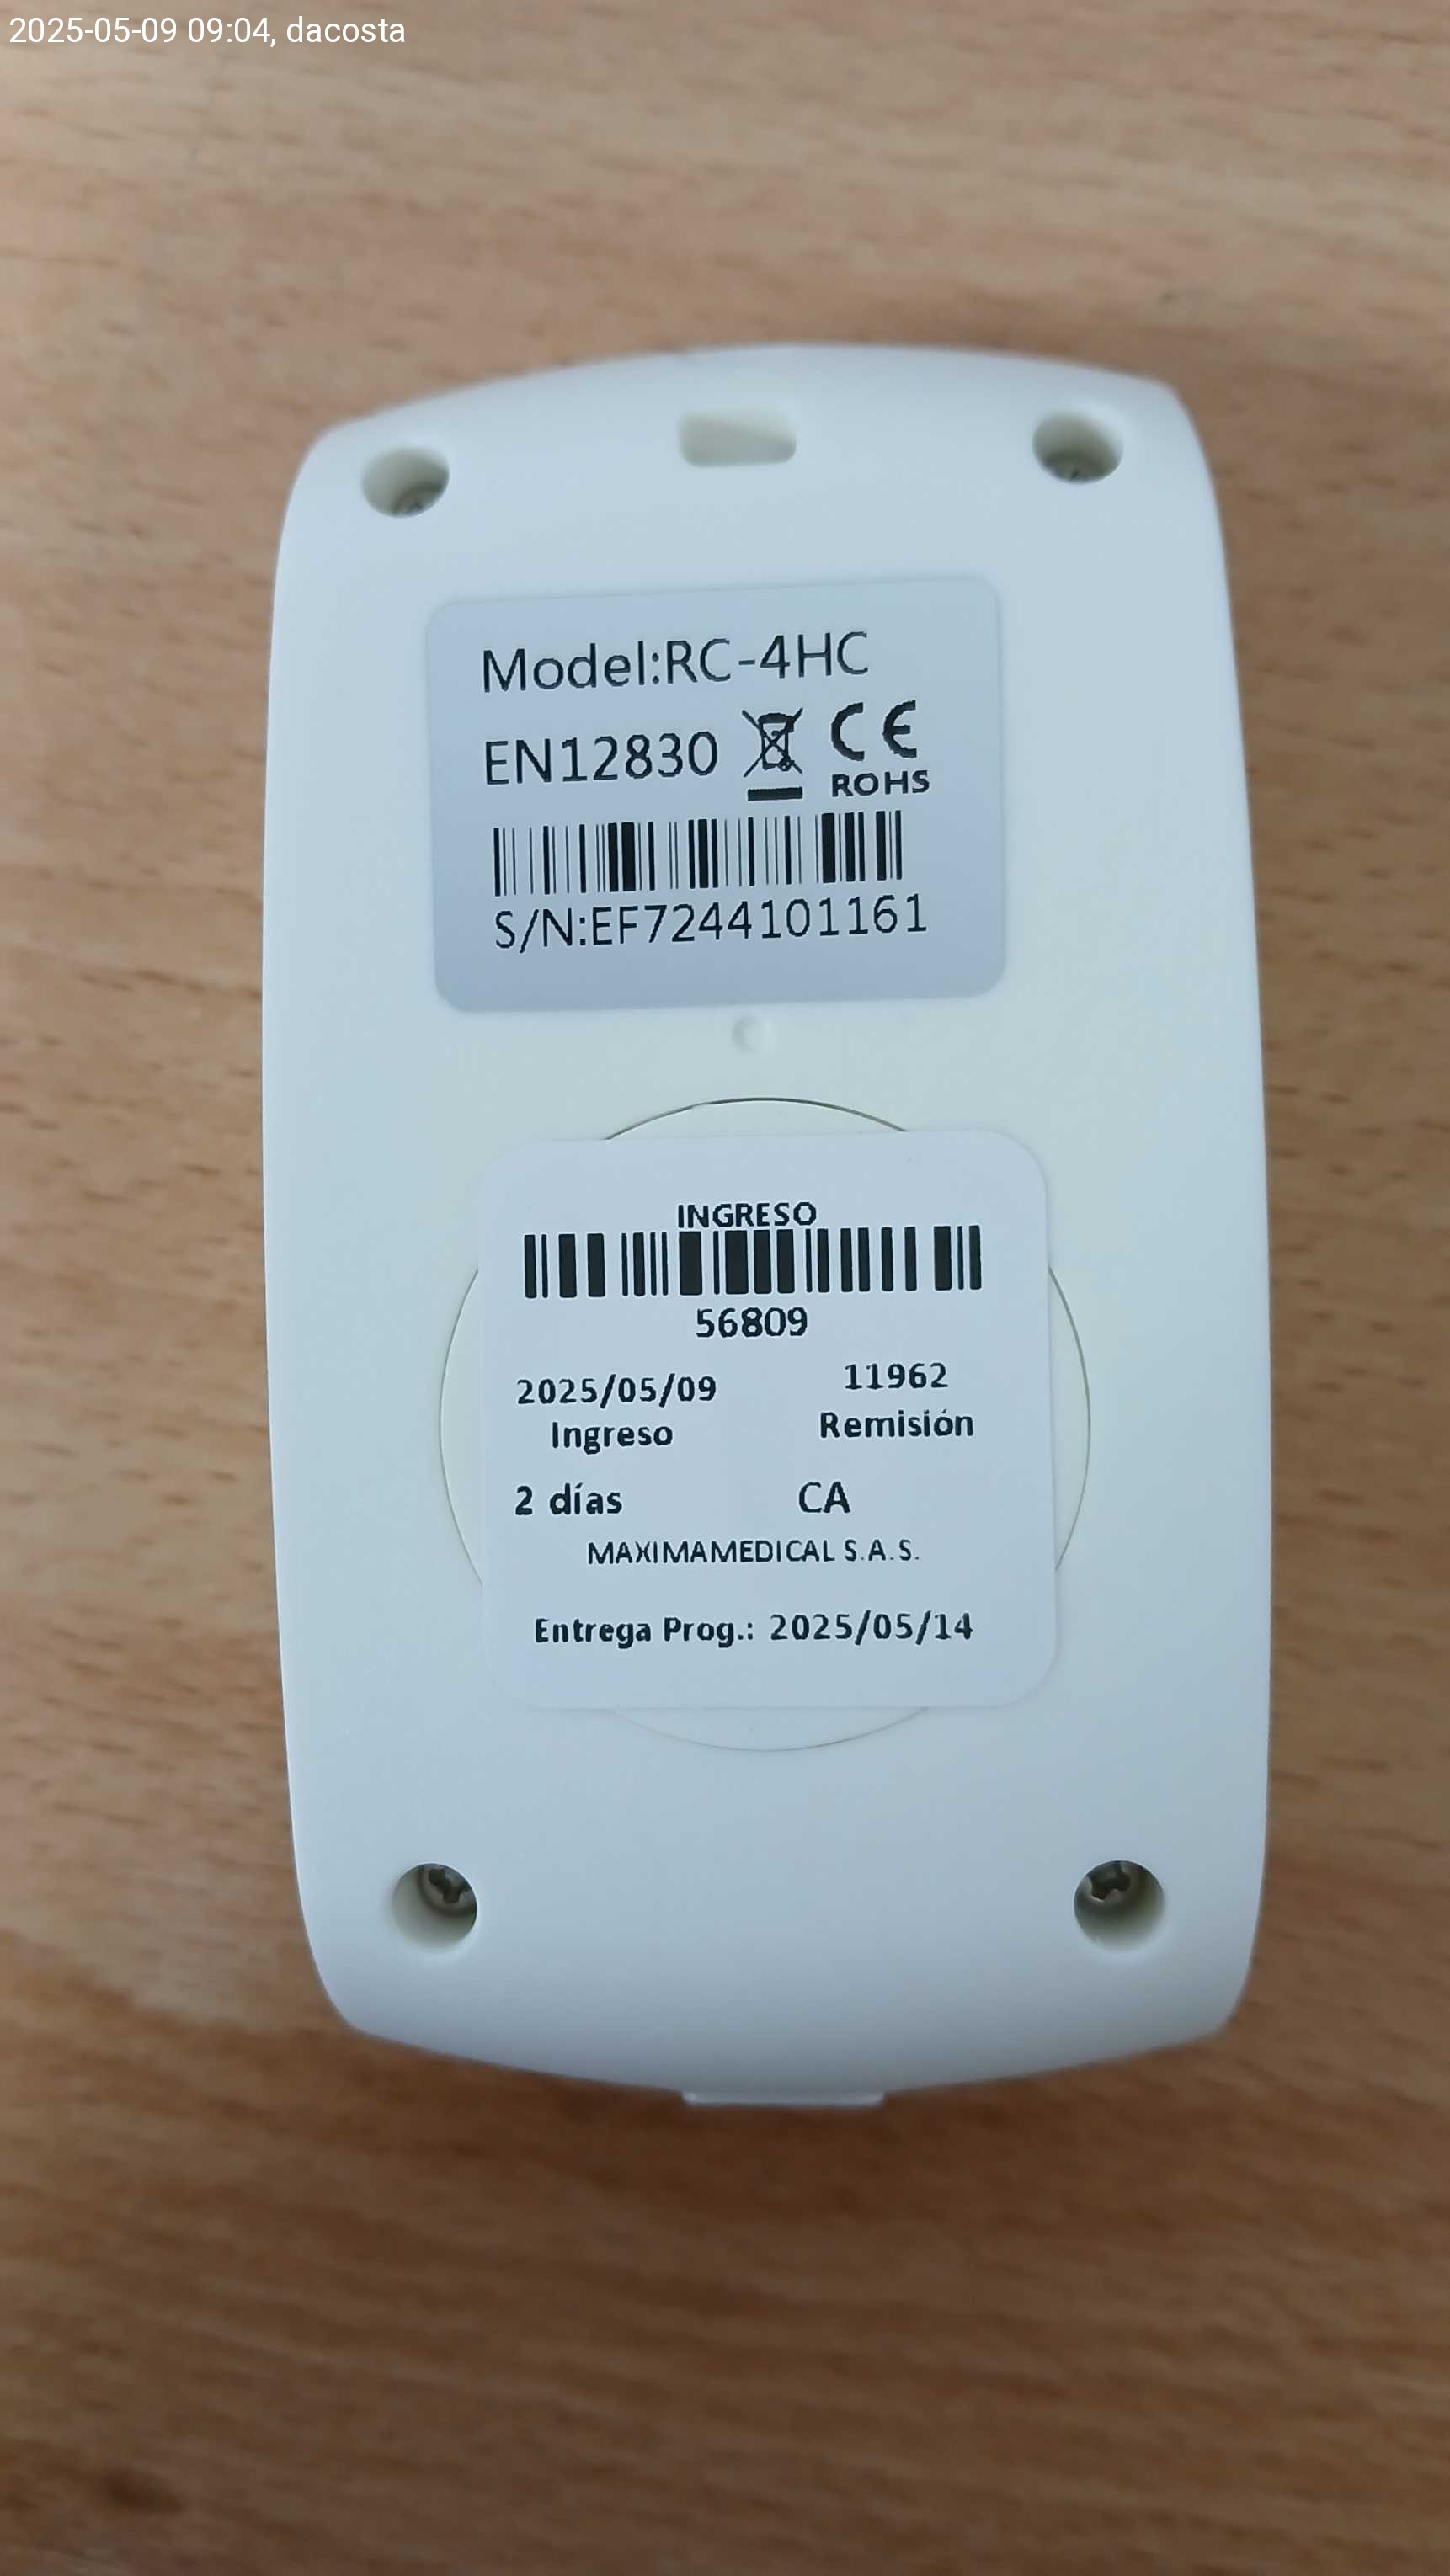 2025-05-09 09:04, dacosta
Model:RC-4HC
EN12830 CE
ROHS
S/N:EF7244101161
INGRESO
56809
2025/05/09 11962
Ingreso Remisión
2 días CA
MAXIMAMEDICAL S.A.S.
Entrega Prog.: 2025/05/14